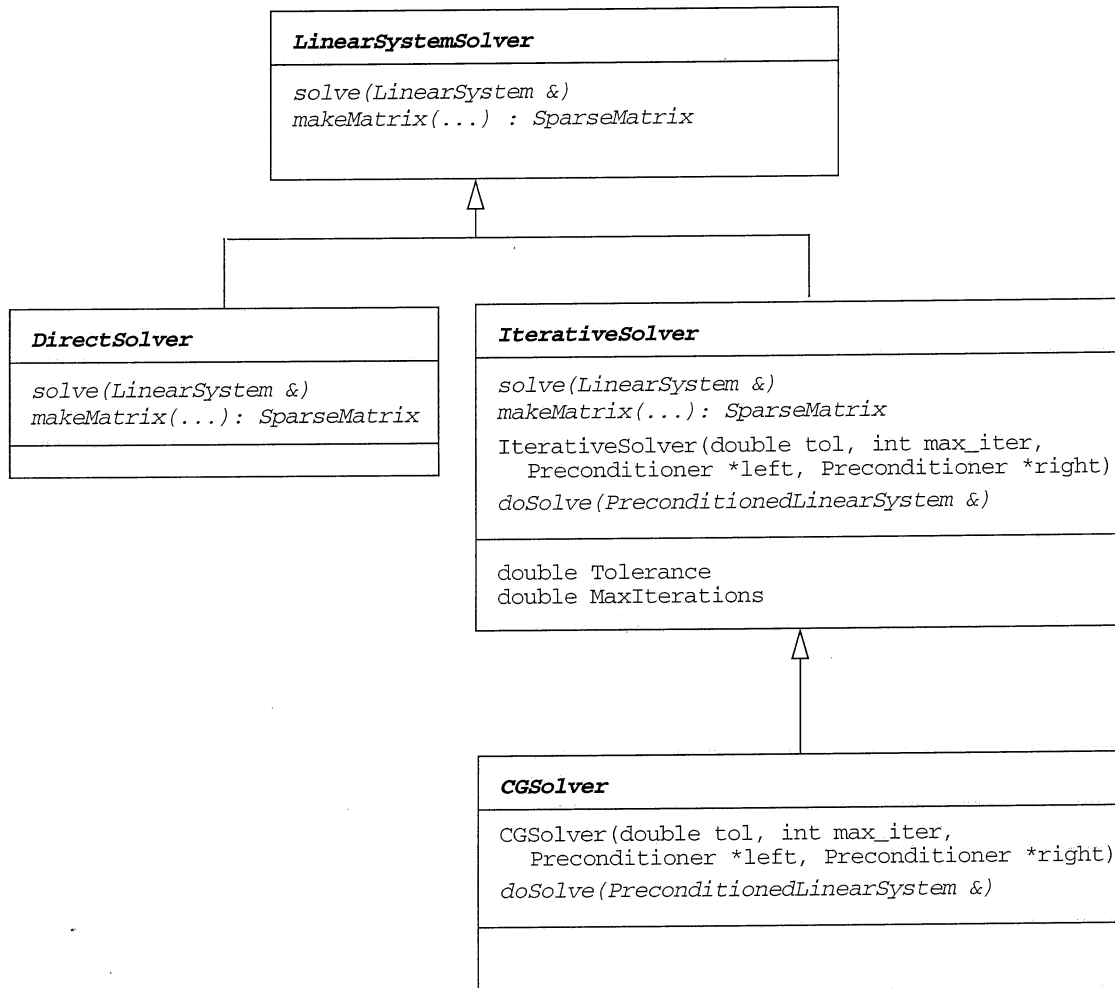 LinearSystemSolver
solve(LinearSystem &)
makeMatrix(...) : SparseMatrix
DirectSolver
solve(LinearSystem &)
makeMatrix(...): SparseMatrix
IterativeSolver
solve(LinearSystem &)
makeMatrix(...): SparseMatrix
IterativeSolver(double tol, int max_iter,
Preconditioner *left, Preconditioner *right)
doSolve(PreconditionedLinearSystem &)
double Tolerance
double MaxIterations
CGSolver
CGSolver(double tol, int max_iter,
Preconditioner *left, Preconditioner *right)
doSolve(PreconditionedLinearSystem &)